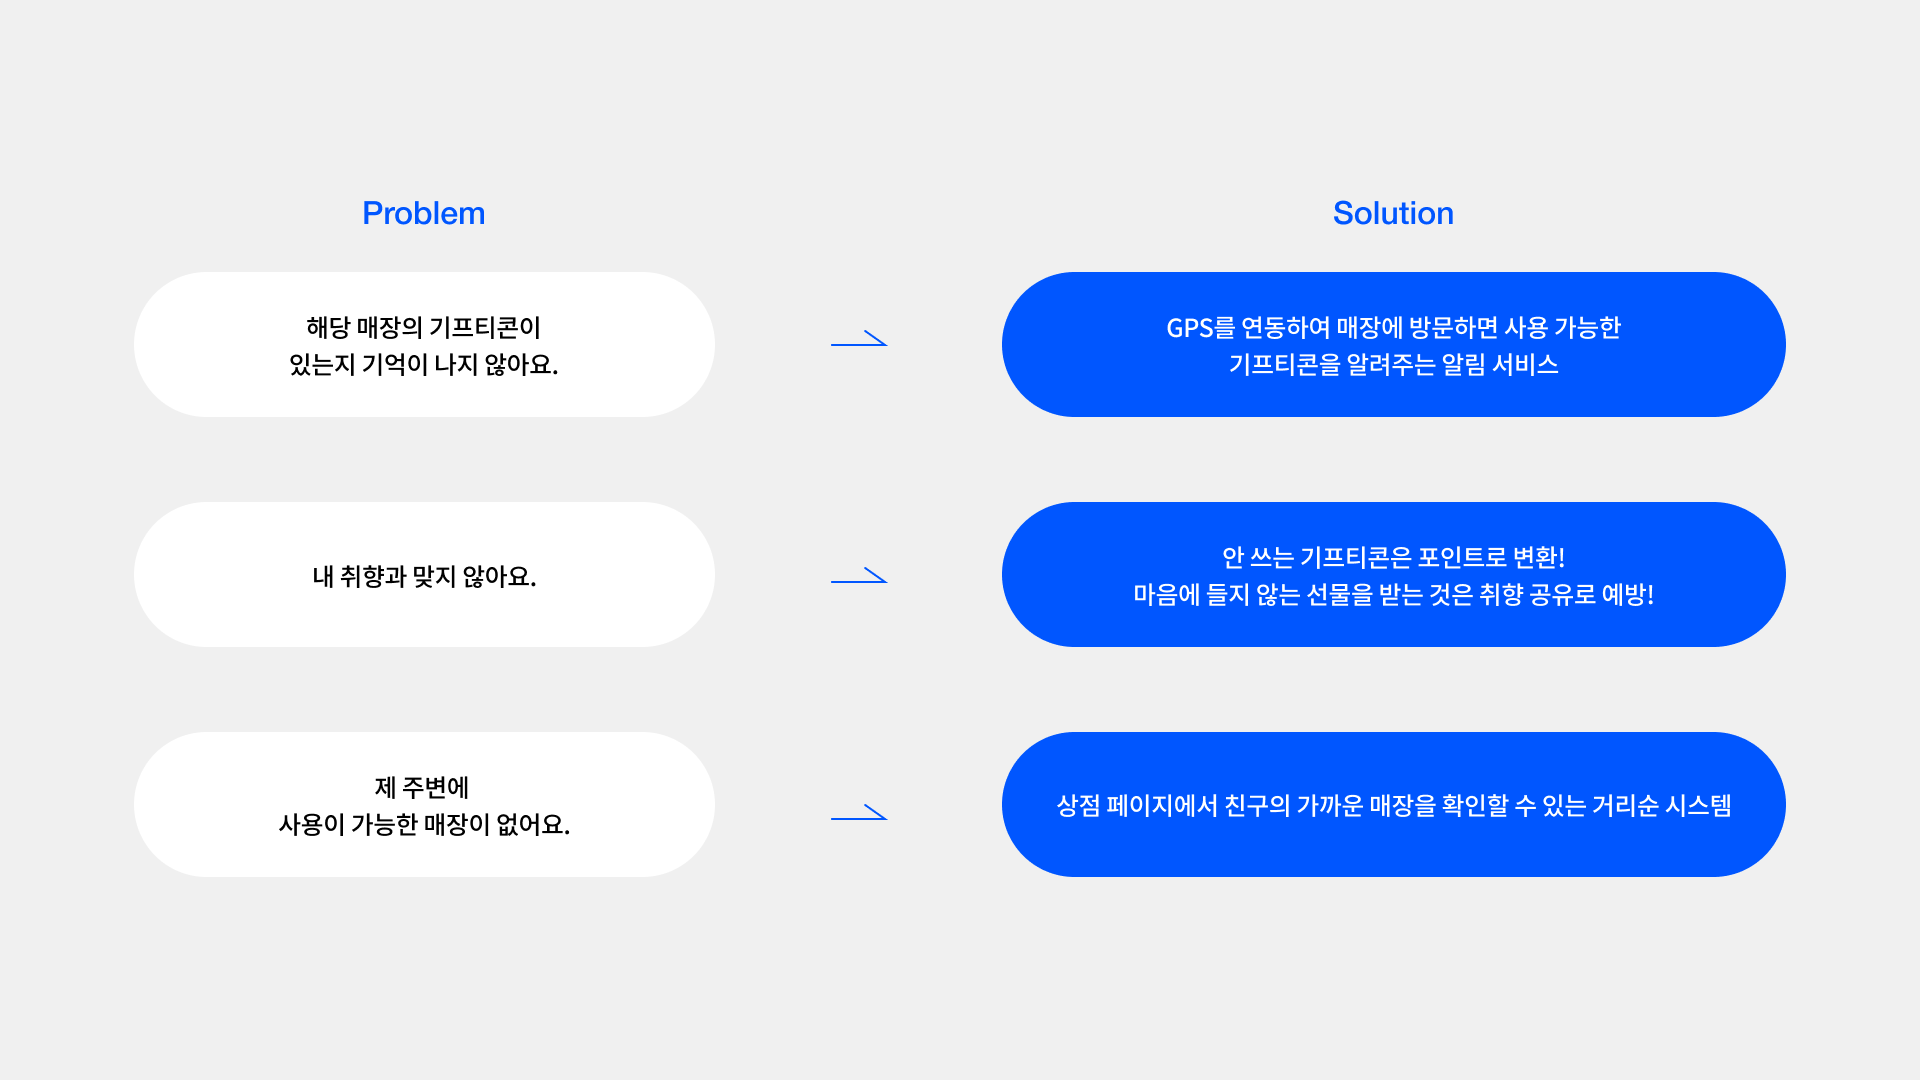 Problem
Solution
해당 매장의 기프티콘이
있는지 기억이 나지 않아요.
GPS를 연동하여 매장에 방문하면 사용 가능한
기프티콘을 알려주는 알림 서비스
내 취향과 맞지 않아요.
안 쓰는 기프티콘은 포인트로 변환!
마음에 들지 않는 선물을 받는 것은 취향 공유로 예방!
제 주변에
사용이 가능한 매장이 없어요.
상점 페이지에서 친구의 가까운 매장을 확인할 수 있는 거리순 시스템